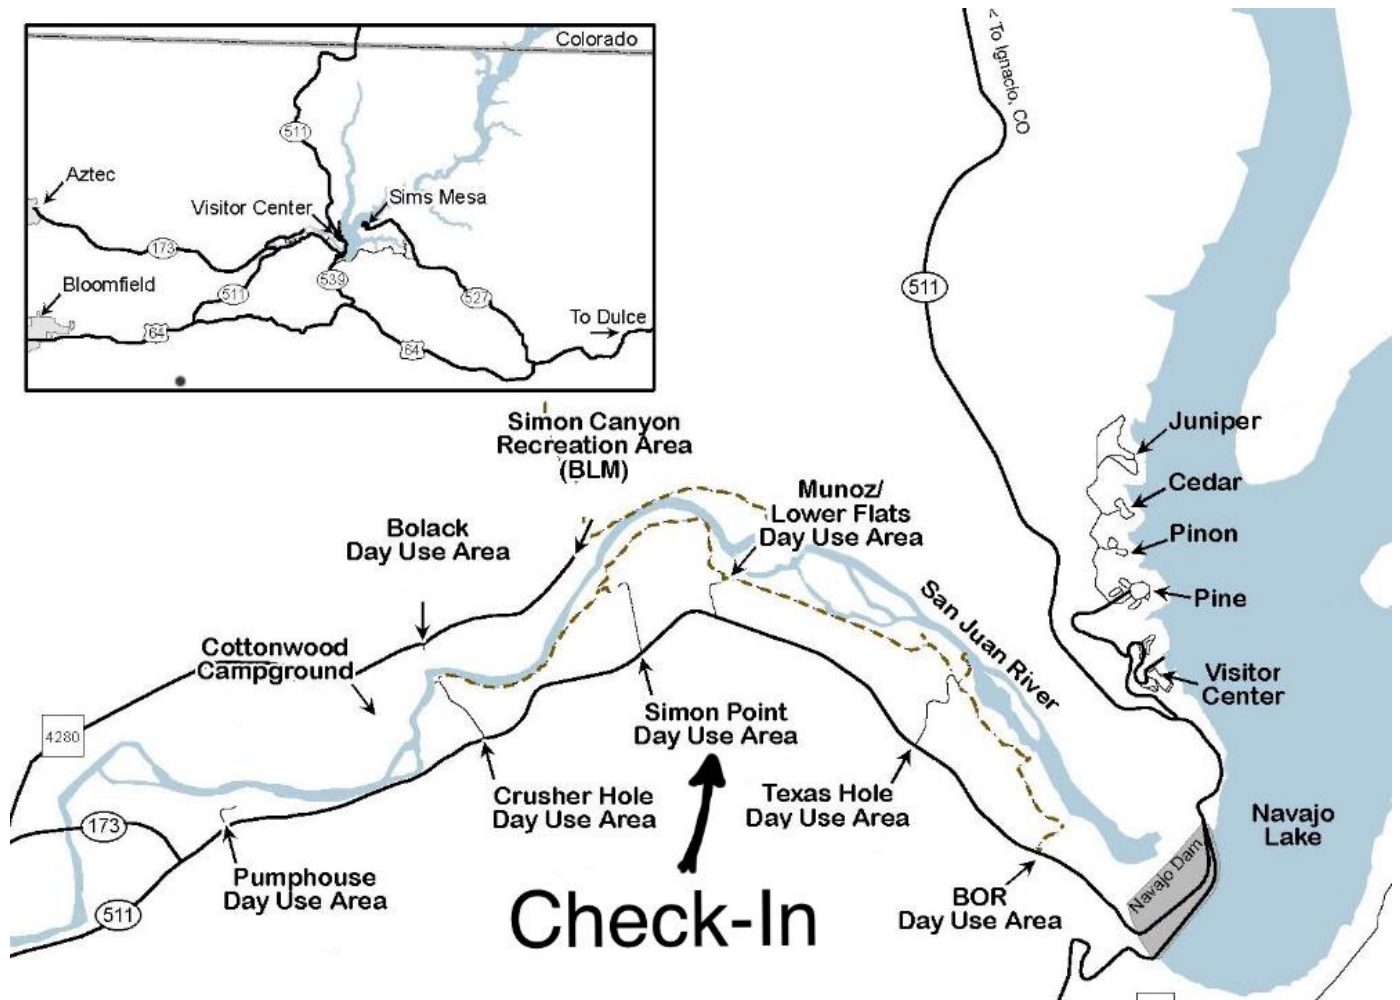 Colorado
511
Aztec
Visitor Center
Sims Mesa
173
Bloomfield
511
539
527
64
To Dulce
64
< To Ignacio, CO
511
Simon Canyon
Recreation Area
(BLM)
Juniper
Cedar
Pinon
Pine
Munoz/
Lower Flats
Day Use Area
Bolack
Day Use Area
San Juan River
Cottonwood
Campground
Visitor
Center
4280
Simon Point
Day Use Area
Crusher Hole
Day Use Area
Texas Hole
Day Use Area
Navajo
Lake
173
Pumphouse
Day Use Area
511
Navajo Dam
BOR
Day Use Area
Check-In